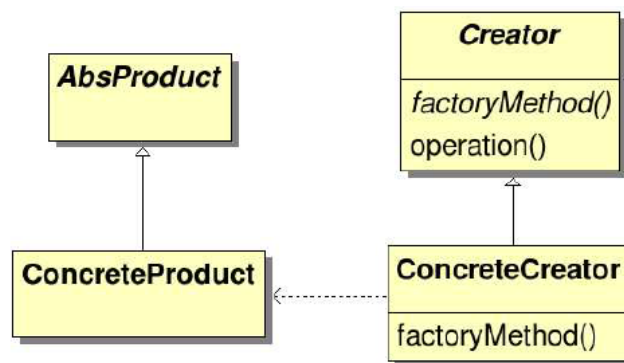 AbsProduct
Creator
factoryMethod()
operation()
ConcreteProduct
ConcreteCreator
factoryMethod()